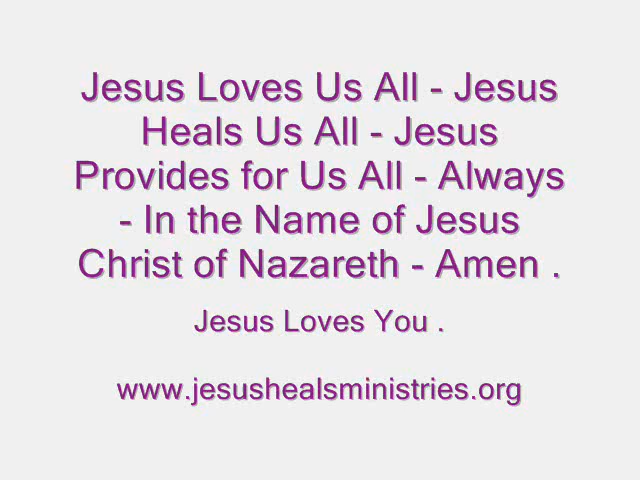 Jesus Loves Us All - Jesus
Heals Us All - Jesus
Provides for Us All - Always
- In the Name of Jesus
Christ of Nazareth - Amen .
Jesus Loves You .
www.jesushealsministries.org